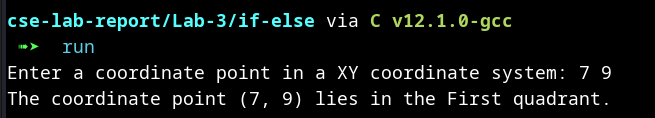 cse-lab-report/Lab-3/if-else via C v12.1.0-gcc
➠➤ run
Enter a coordinate point in a XY coordinate system: 7 9
The coordinate point (7, 9) lies in the First quadrant.